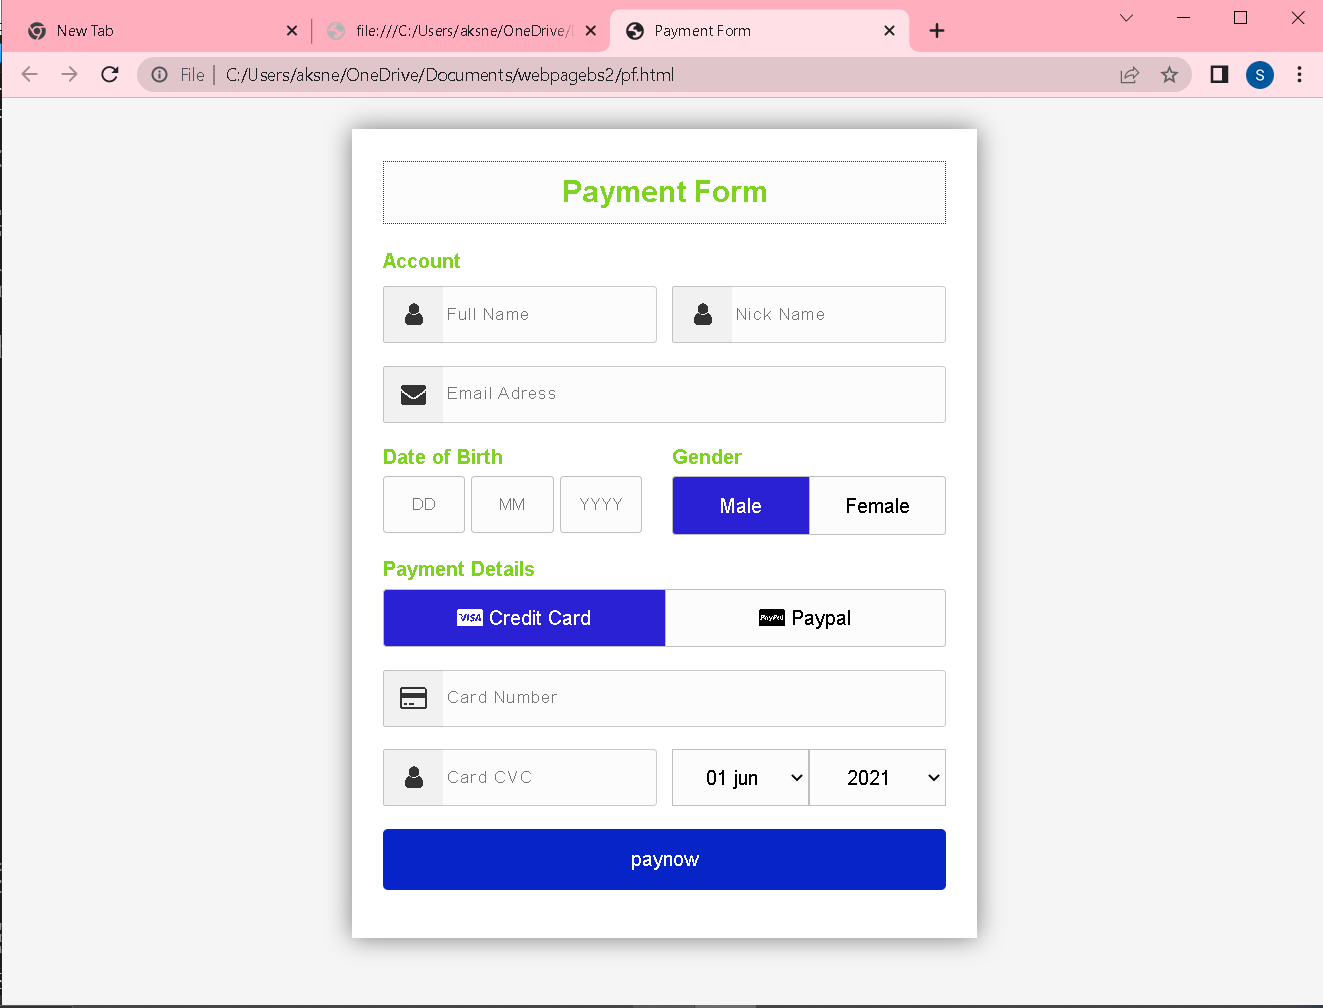 New Tab
file:///C:/Users/aksne/OneDrive/
Payment Form
File | C:/Users/aksne/OneDrive/Documents/webpagebs2/pf.html
S
Payment Form
Account
Full Name
Nick Name
Email Adress
Date of Birth
Gender
DD
MM
YYYY
Male
Female
Payment Details
VISA Credit Card
PayPal Paypal
Card Number
Card CVC
01 jun
2021
paynow